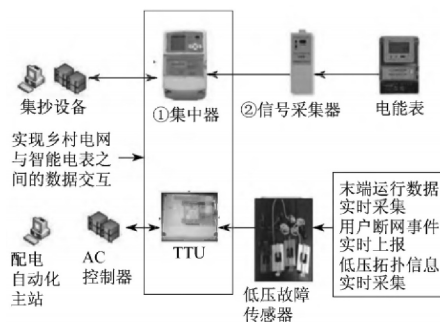 集抄设备
①集中器
②信号采集器
电能表
实现乡村电网
与智能电表之
间的数据交互
配电
自动化
主站
AC
控制器
TTU
低压故障
传感器
末端运行数据
实时采集
用户断网事件
实时上报
低压拓扑信息
实时采集